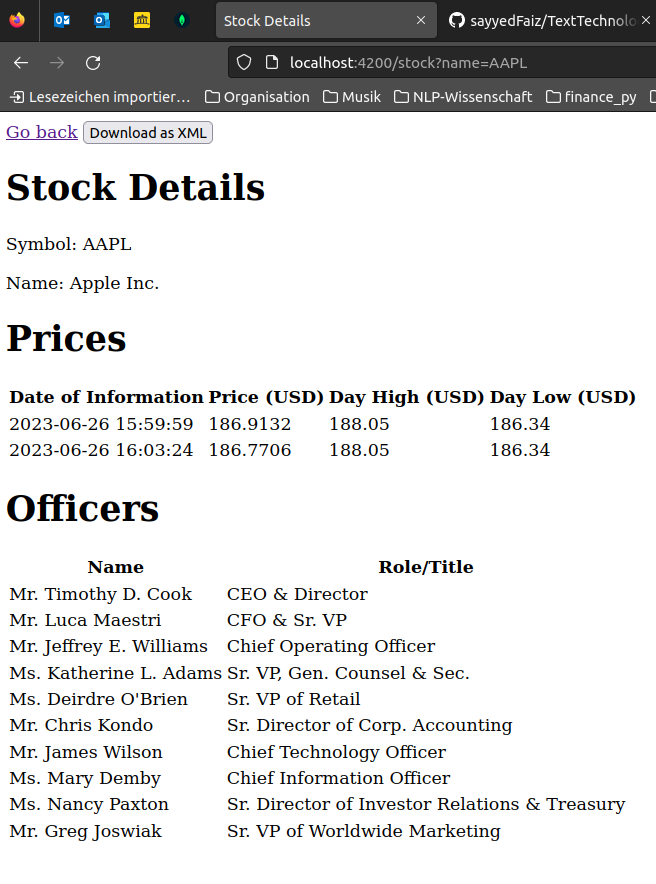 Stock Details
sayyedFaiz/TextTechnolo
localhost:4200/stock?name=AAPL
Lesezeichen importier… Organisation Musik NLP-Wissenschaft finance_py
Go back Download as XML
Stock Details
Symbol: AAPL
Name: Apple Inc.
Prices
Date of Information Price (USD) Day High (USD) Day Low (USD)
2023-06-26 15:59:59 186.9132 188.05 186.34
2023-06-26 16:03:24 186.7706 188.05 186.34
Officers
Name Role/Title
Mr. Timothy D. Cook CEO & Director
Mr. Luca Maestri CFO & Sr. VP
Mr. Jeffrey E. Williams Chief Operating Officer
Ms. Katherine L. Adams Sr. VP, Gen. Counsel & Sec.
Ms. Deirdre O'Brien Sr. VP of Retail
Mr. Chris Kondo Sr. Director of Corp. Accounting
Mr. James Wilson Chief Technology Officer
Ms. Mary Demby Chief Information Officer
Ms. Nancy Paxton Sr. Director of Investor Relations & Treasury
Mr. Greg Joswiak Sr. VP of Worldwide Marketing